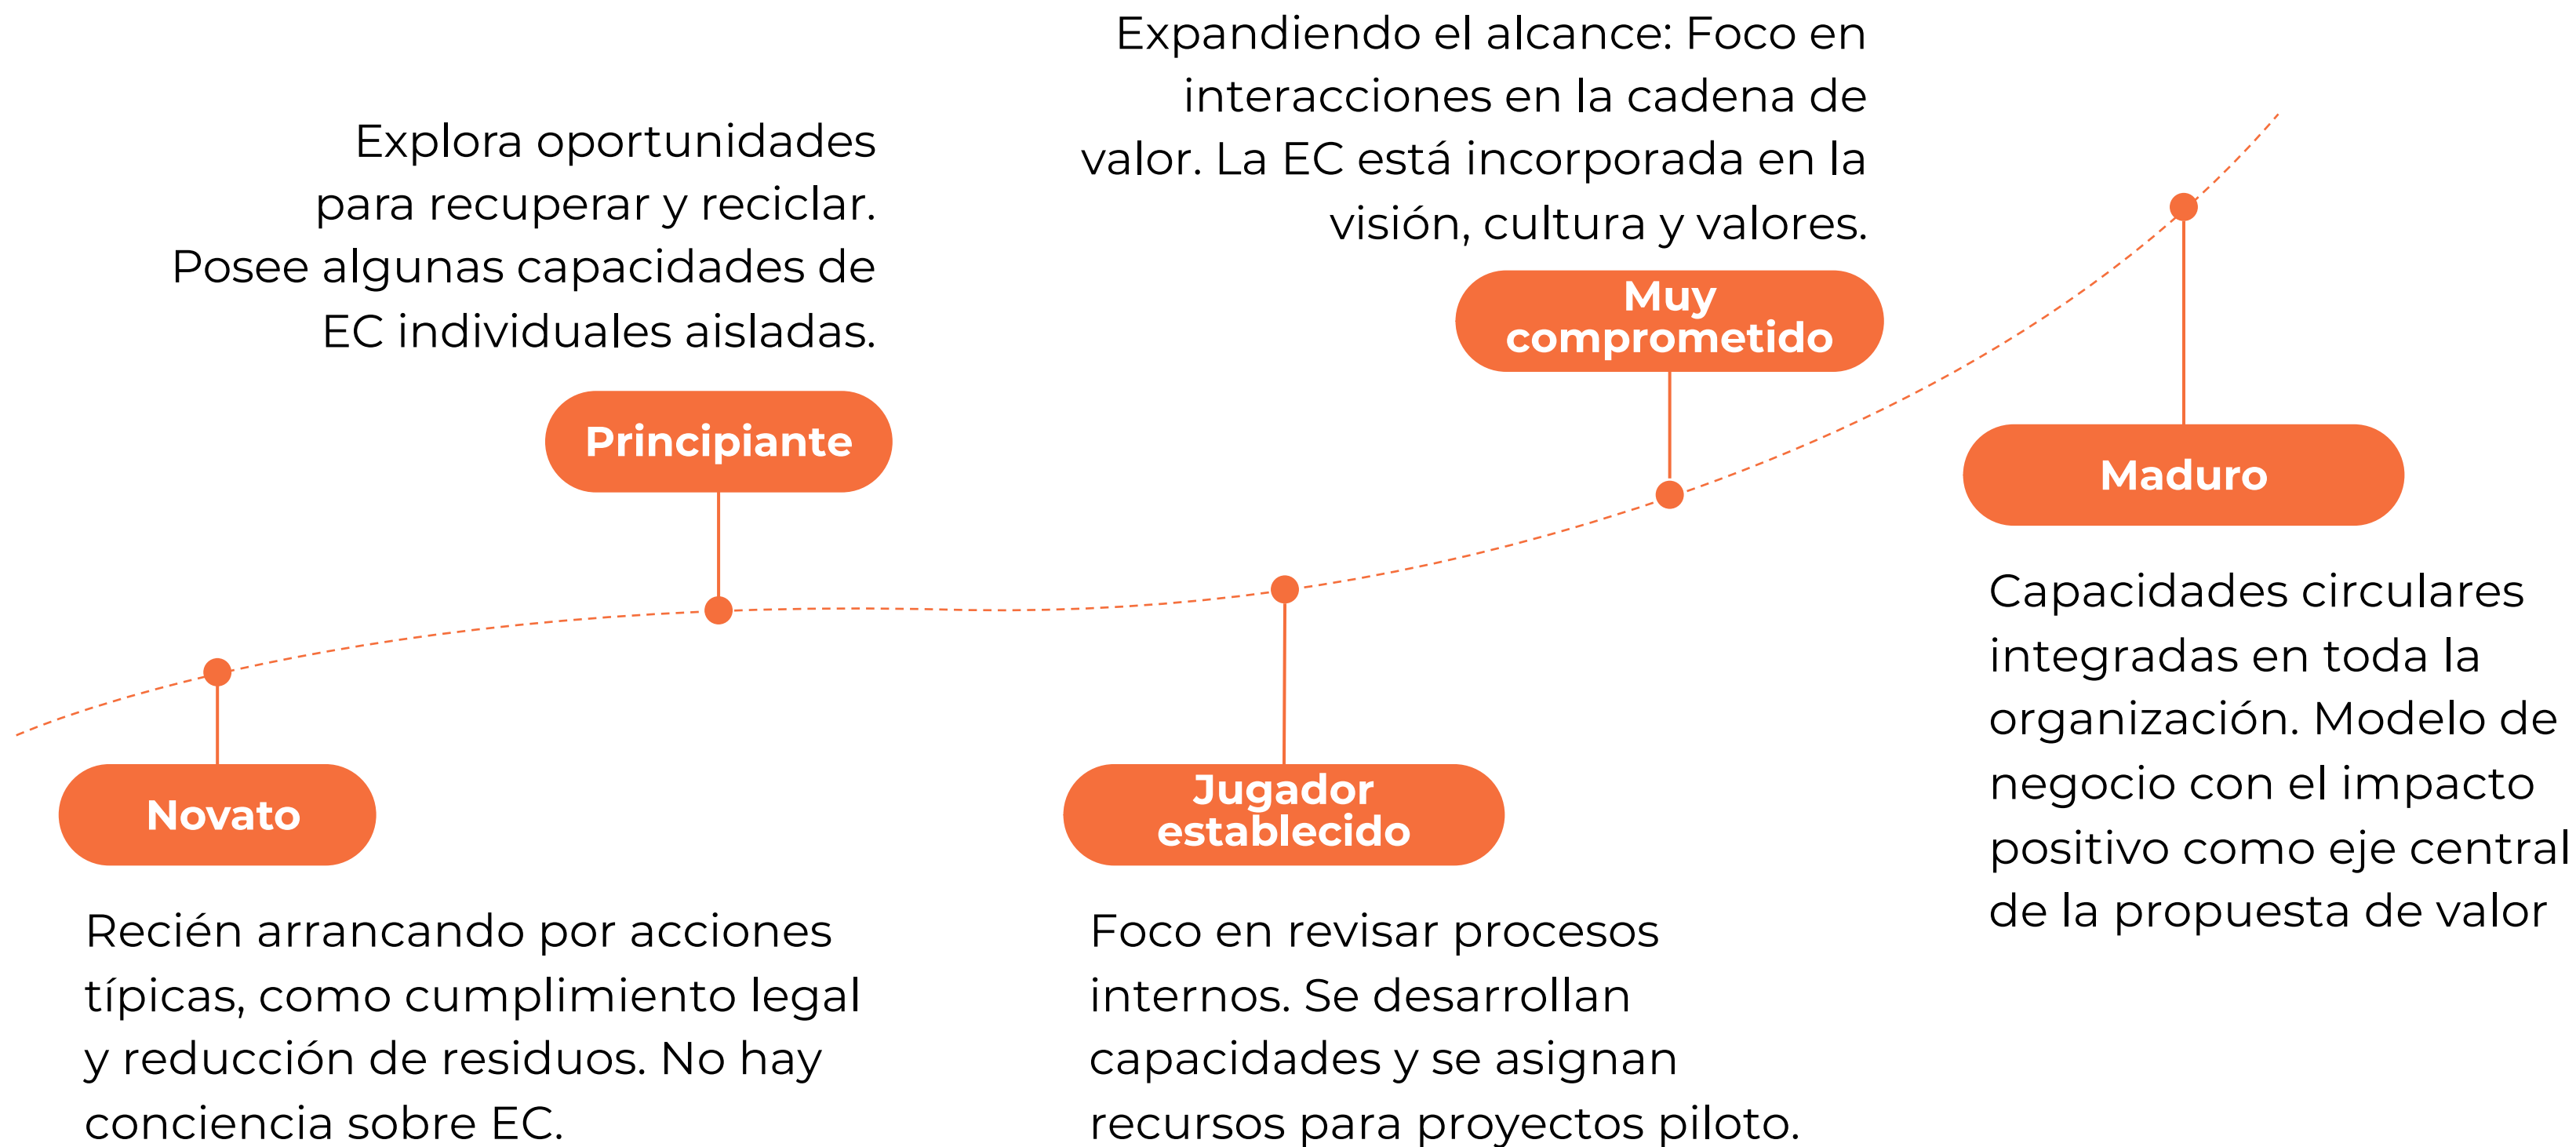 Explora oportunidades
para recuperar y reciclar.
Posee algunas capacidades de
EC individuales aisladas.
Principiante
Expandiendo el alcance: Foco en
interacciones en la cadena de
valor. La EC está incorporada en la
visión, cultura y valores.
Muy
comprometido
Novato
Recién arrancando por acciones
típicas, como cumplimiento legal
y reducción de residuos. No hay
conciencia sobre EC.
Jugador
establecido
Foco en revisar procesos
internos. Se desarrollan
capacidades y se asignan
recursos para proyectos piloto.
Maduro
Capacidades circulares
integradas en toda la
organización. Modelo de
negocio con el impacto
positivo como eje central
de la propuesta de valor